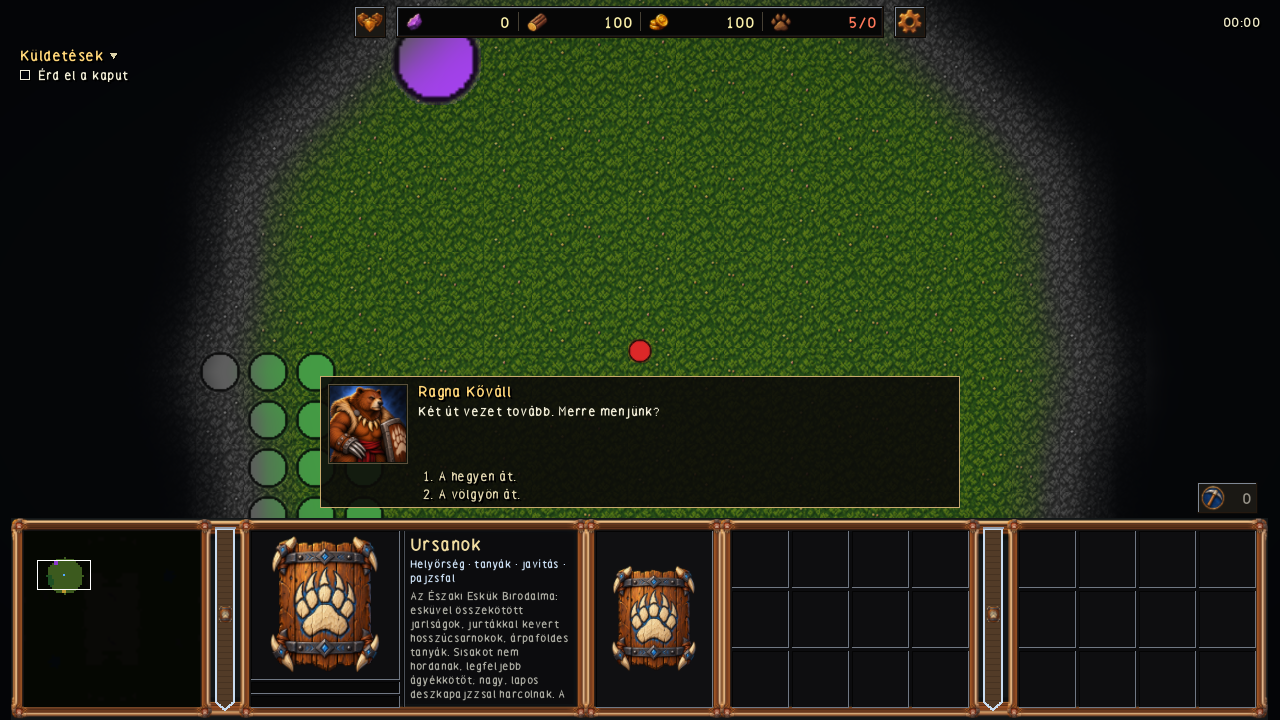 0
100
100
5/0
00:00
Küldetések
Érd el a kaput
Ragna Kőváll
Két út vezet tovább. Merre menjünk?
1. A hegyen át.
2. A völgyön át.
0
Ursanok
Helyőrség · tanyák · javítás ·
pajzsfal
Az Északi Eskük Birodalma:
esküvel összekötött
jarlságok, jurtákkal kevert
hosszúcsarnokok, árpaföldes
tanyák. Sisakot nem
hordanak, legfeljebb
ágyékkötőt, nagy, lapos
deszkapajzzsal harcolnak. A